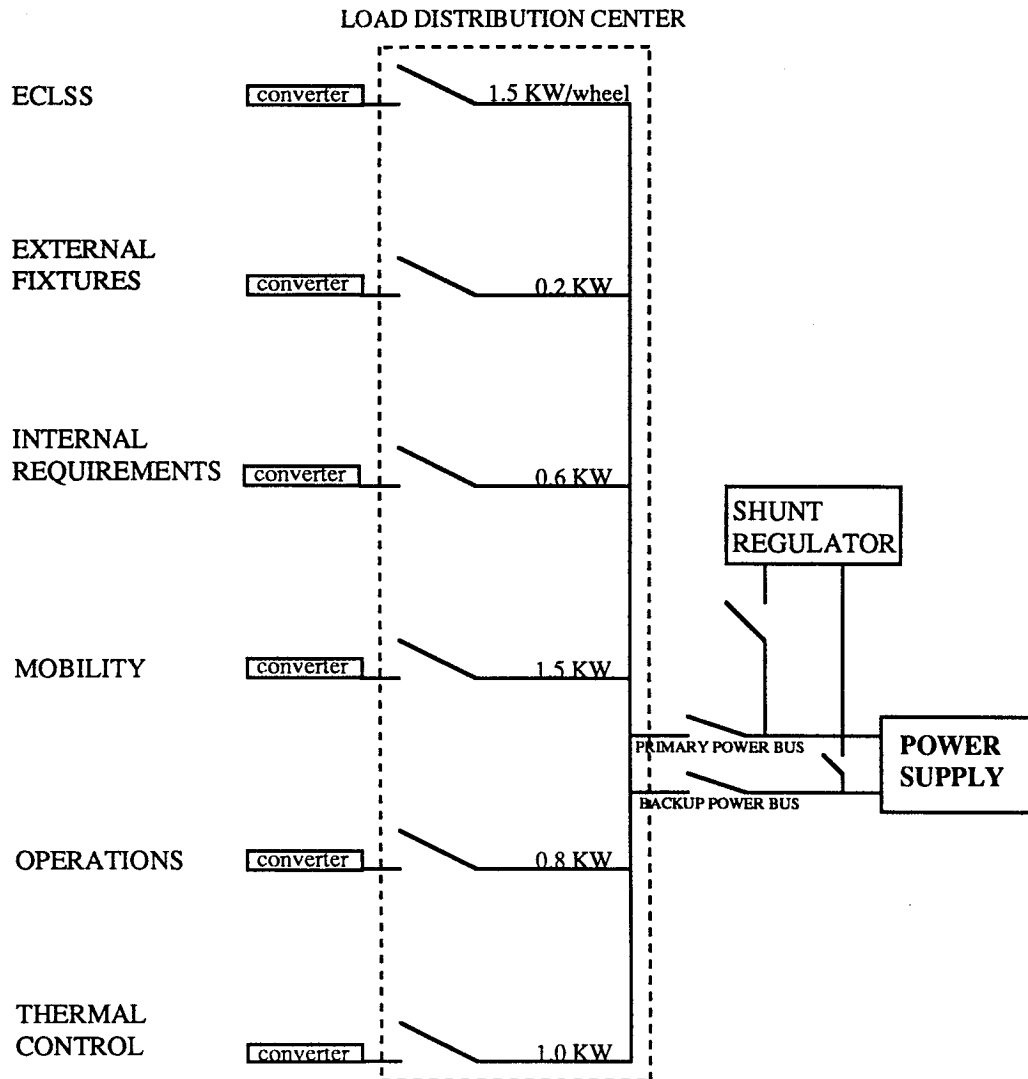 LOAD DISTRIBUTION CENTER
ECLSS
converter
1.5 KW/wheel
EXTERNAL
FIXTURES
converter
0.2 KW
INTERNAL
REQUIREMENTS
converter
0.6 KW
SHUNT
REGULATOR
MOBILITY
converter
1.5 KW
PRIMARY POWER BUS
BACKUP POWER BUS
POWER
SUPPLY
OPERATIONS
converter
0.8 KW
THERMAL
CONTROL
converter
1.0 KW